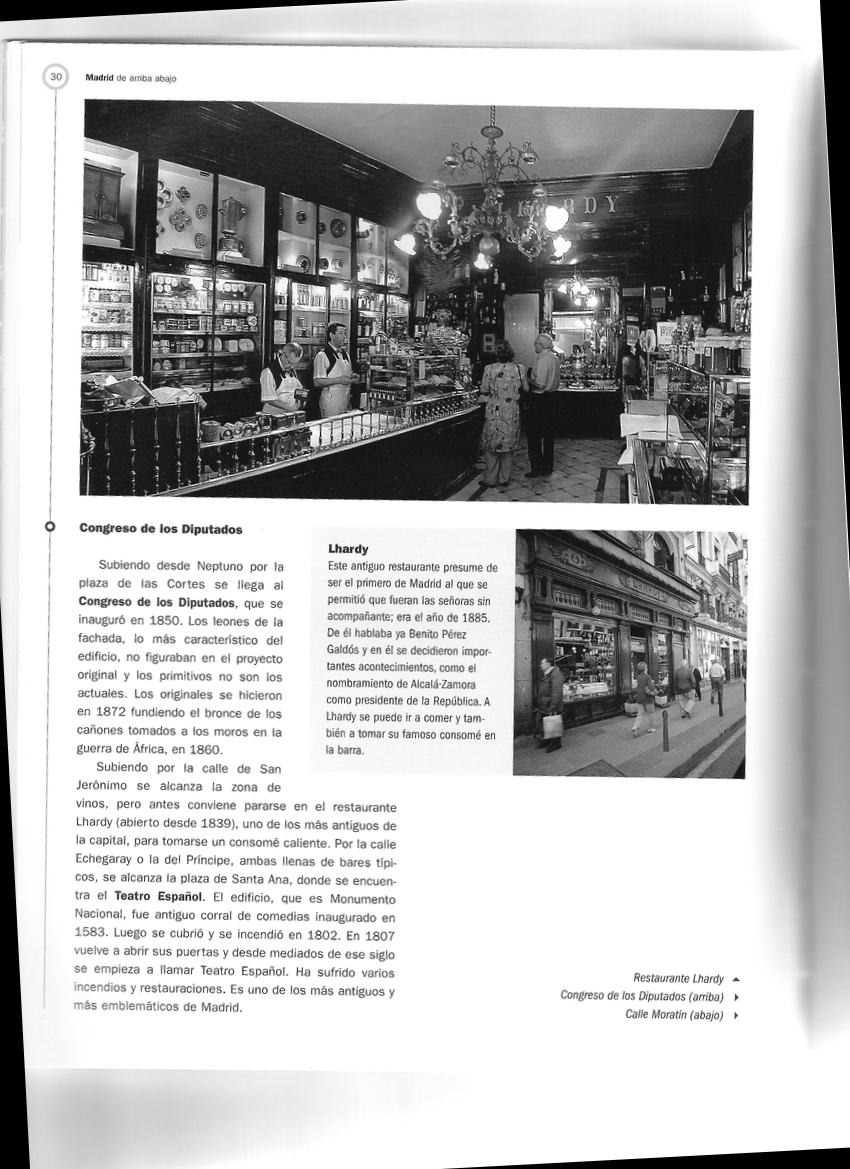 30
Madrid de arriba abajo
LHARDY
Congreso de los Diputados
Subiendo desde Neptuno por la
plaza de las Cortes se llega al
Congreso de los Diputados, que se
inauguró en 1850. Los leones de la
fachada, lo más característico del
edificio, no figuraban en el proyecto
original y los primitivos no son los
actuales. Los originales se hicieron
en 1872 fundiendo el bronce de los
cañones tomados a los moros en la
guerra de África, en 1860.
Subiendo por la calle de San
Jerónimo se alcanza la zona de
vinos, pero antes conviene pararse en el restaurante
Lhardy (abierto desde 1839), uno de los más antiguos de
la capital, para tomarse un consomé caliente. Por la calle
Echegaray o la del Príncipe, ambas llenas de bares típi-
cos, se alcanza la plaza de Santa Ana, donde se encuen-
tra el Teatro Español. El edificio, que es Monumento
Nacional, fue antiguo corral de comedias inaugurado en
1583. Luego se cubrió y se incendió en 1802. En 1807
vuelve a abrir sus puertas y desde mediados de ese siglo
se empieza a llamar Teatro Español. Ha sufrido varios
incendios y restauraciones. Es uno de los más antiguos y
más emblemáticos de Madrid.
Lhardy
Este antiguo restaurante presume de
ser el primero de Madrid al que se
permitió que fueran las señoras sin
acompañante; era el año de 1885.
De él hablaba ya Benito Pérez
Galdós y en él se decidieron impor-
tantes acontecimientos, como el
nombramiento de Alcalá-Zamora
como presidente de la República. A
Lhardy se puede ir a comer y tam-
bién a tomar su famoso consomé en
la barra.
Restaurante Lhardy
Congreso de los Diputados (arriba)
Calle Moratín (abajo)